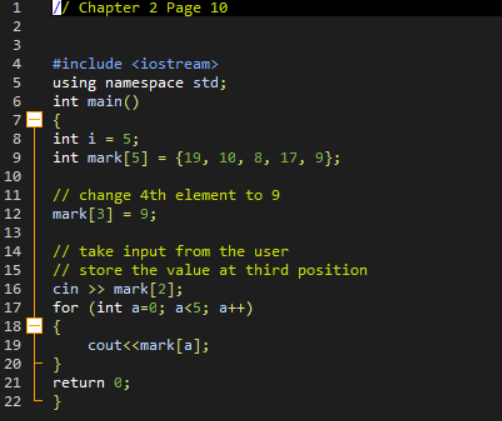 1 // Chapter 2 Page 10
2
3
4 #include <iostream>
5 using namespace std;
6 int main()
7 {
8 int i = 5;
9 int mark[5] = {19, 10, 8, 17, 9};
10
11 // change 4th element to 9
12 mark[3] = 9;
13
14 // take input from the user
15 // store the value at third position
16 cin >> mark[2];
17 for (int a=0; a<5; a++)
18 {
19 cout<<mark[a];
20 }
21 return 0;
22 }